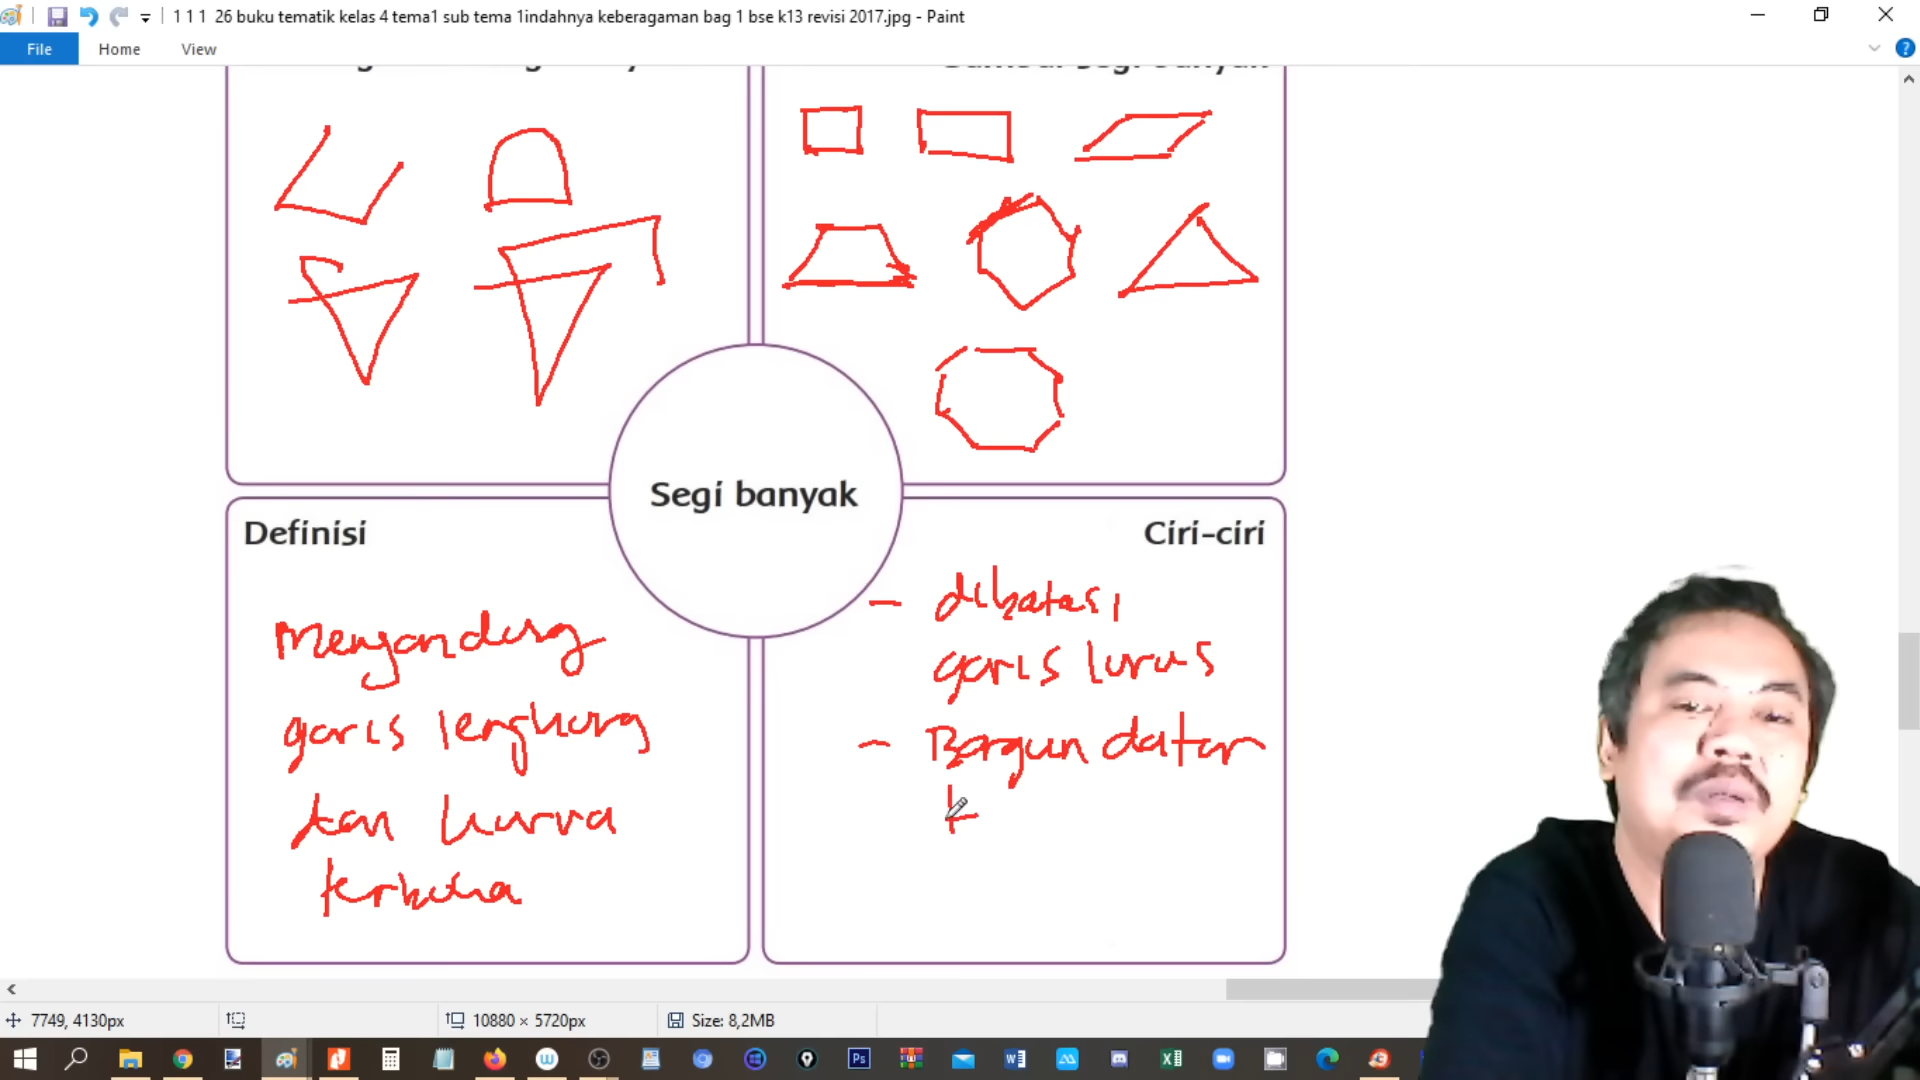 1 1 1  26 buku tematik kelas 4 tema1 sub tema 1indahnya keberagaman bag 1 bse k13 revisi 2017.jpg - Paint
File Home View
Segi banyak
Definisi
Ciri-ciri
Mengandung
garis lengkung
dan kurva
terbuka
- dibatasi
garis lurus
- Bangun datar
t
7749, 4130px
10880 × 5720px
Size: 8,2MB